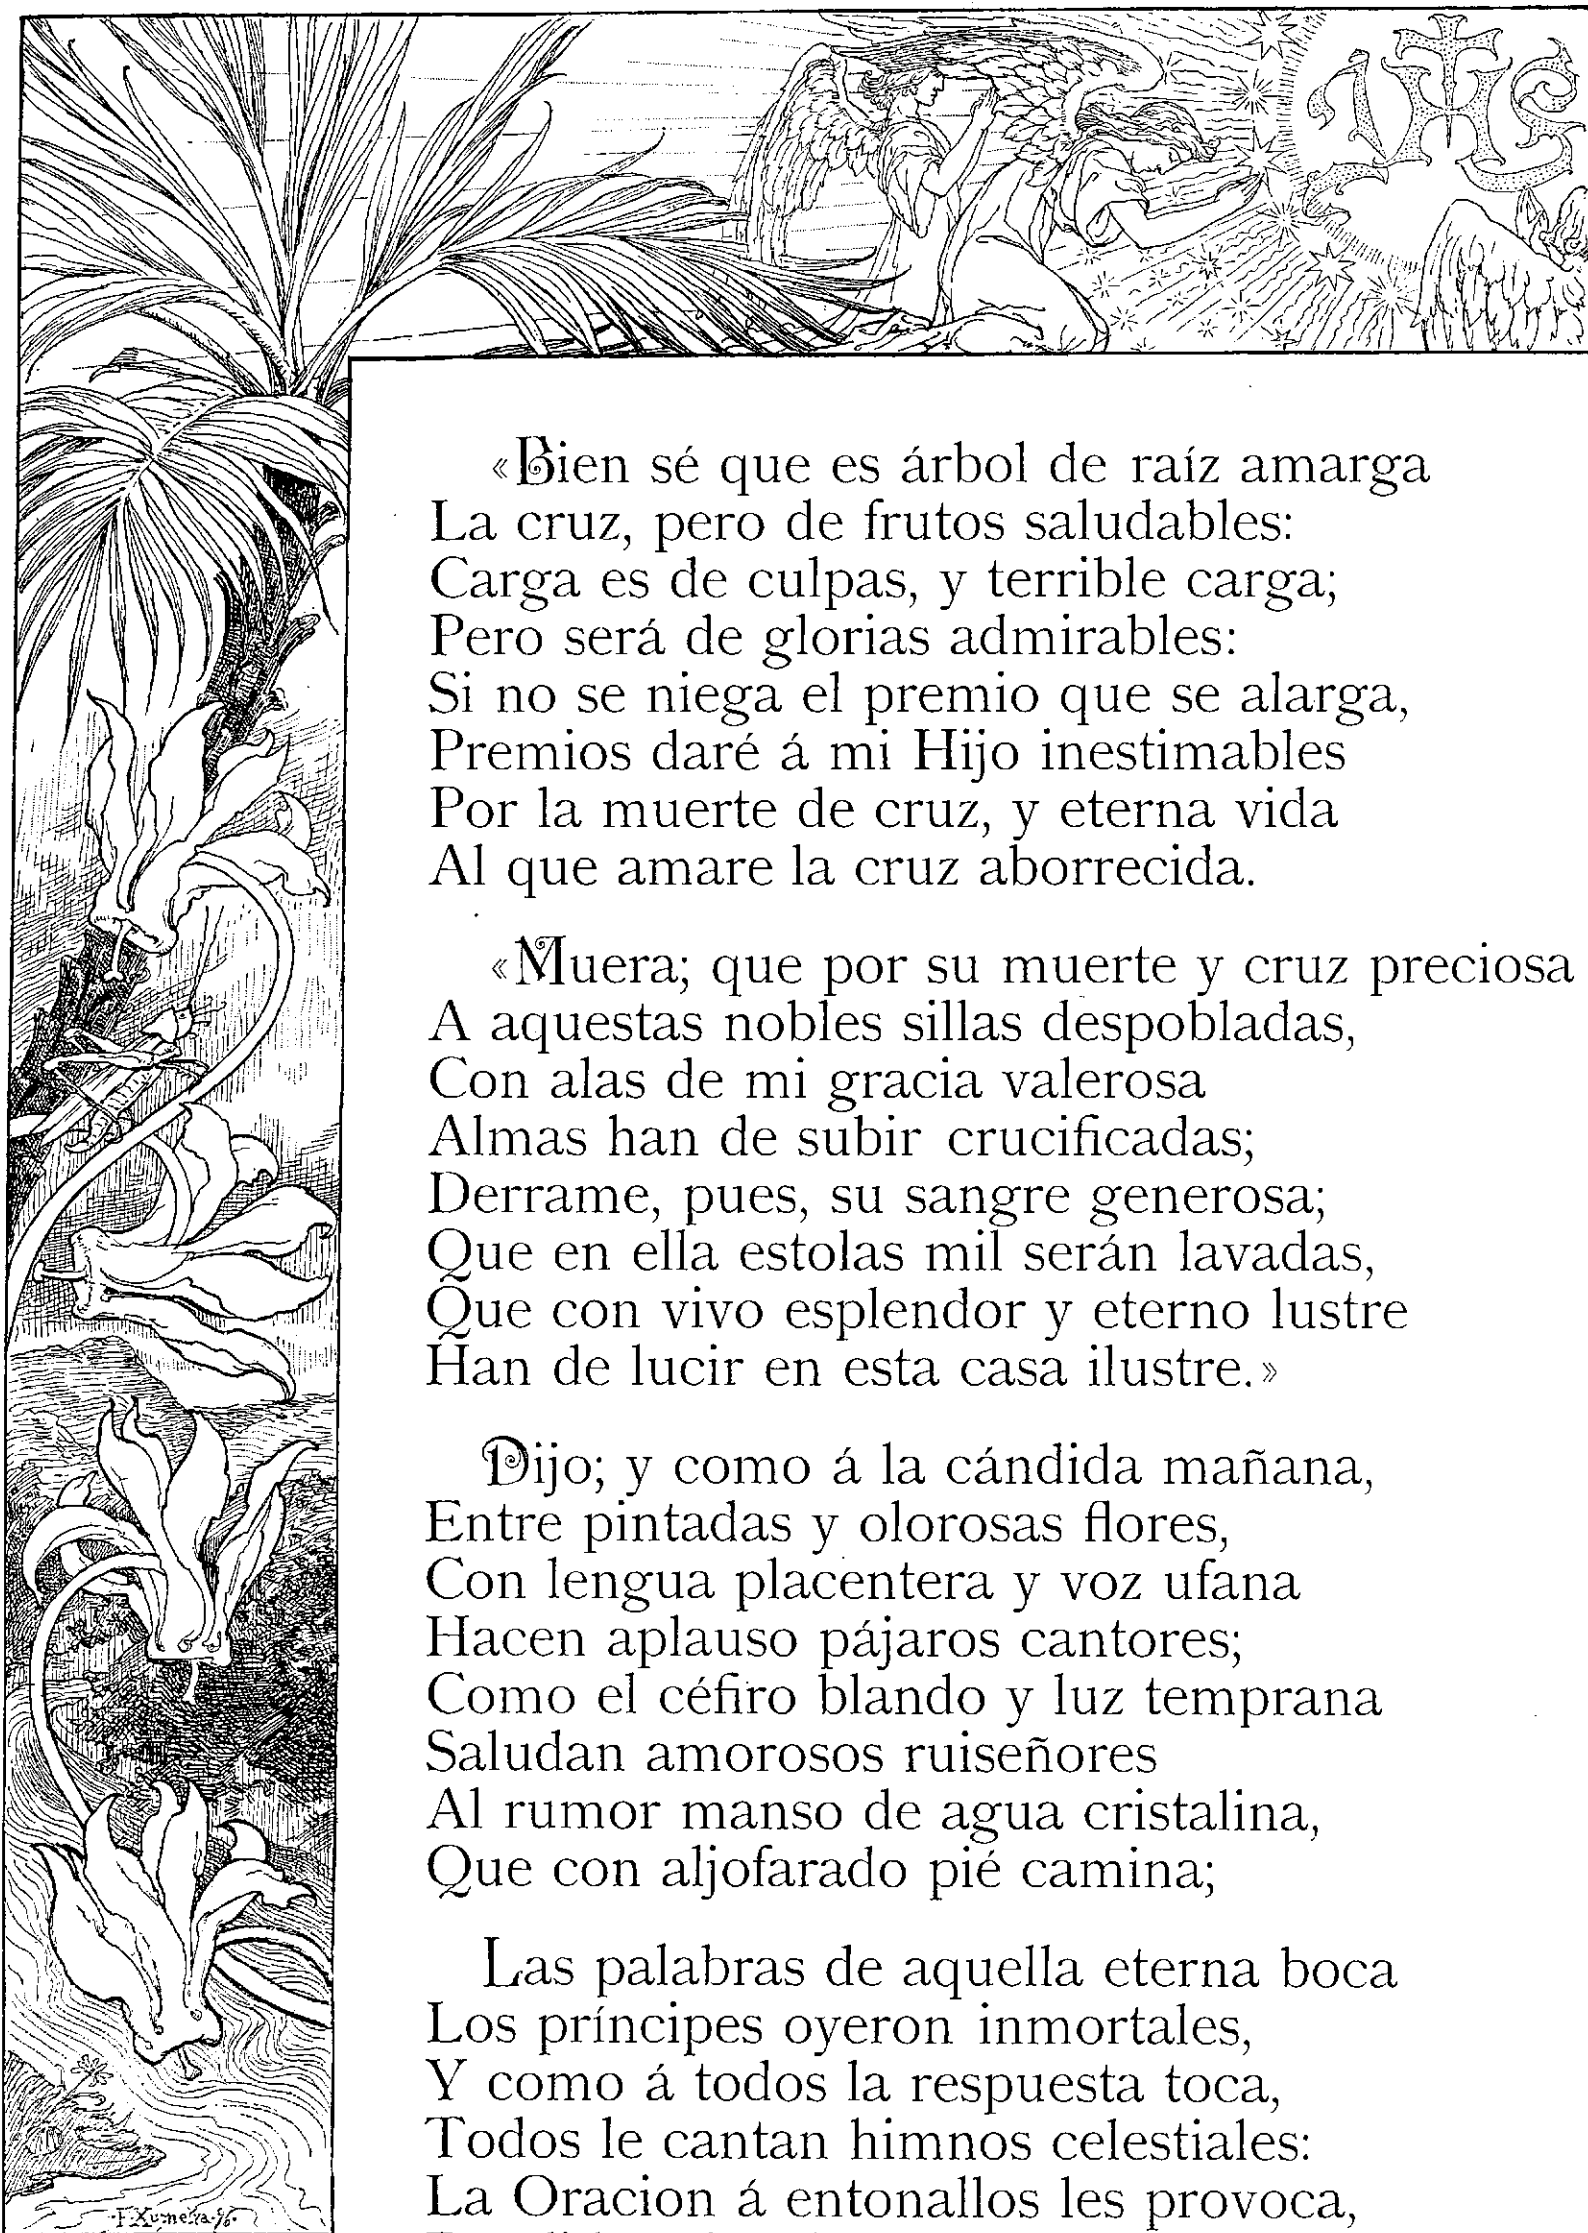 IHS
«Bien sé que es árbol de raíz amarga
La cruz, pero de frutos saludables:
Carga es de culpas, y terrible carga;
Pero será de glorias admirables:
Si no se niega el premio que se alarga,
Premios daré á mi Hijo inestimables
Por la muerte de cruz, y eterna vida
Al que amare la cruz aborrecida.
«Muera; que por su muerte y cruz preciosa
A aquestas nobles sillas despobladas,
Con alas de mi gracia valerosa
Almas han de subir crucificadas;
Derrame, pues, su sangre generosa;
Que en ella estolas mil serán lavadas,
Que con vivo esplendor y eterno lustre
Han de lucir en esta casa ilustre.»
Dijo; y como á la cándida mañana,
Entre pintadas y olorosas flores,
Con lengua placentera y voz ufana
Hacen aplauso pájaros cantores;
Como el céfiro blando y luz temprana
Saludan amorosos ruiseñores
Al rumor manso de agua cristalina,
Que con aljofarado pié camina;
Las palabras de aquella eterna boca
Los príncipes oyeron inmortales,
Y como á todos la respuesta toca,
Todos le cantan himnos celestiales:
La Oracion á entonallos les provoca,